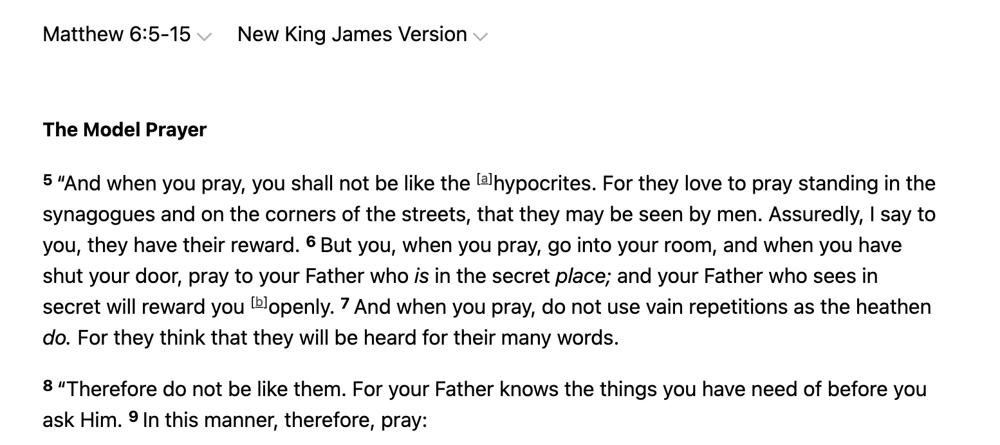 Matthew 6:5-15 New King James Version
The Model Prayer
5 “And when you pray, you shall not be like the [a]hypocrites. For they love to pray standing in the
synagogues and on the corners of the streets, that they may be seen by men. Assuredly, I say to
you, they have their reward. 6 But you, when you pray, go into your room, and when you have
shut your door, pray to your Father who is in the secret place; and your Father who sees in
secret will reward you [b]openly. 7 And when you pray, do not use vain repetitions as the heathen
do. For they think that they will be heard for their many words.
8 “Therefore do not be like them. For your Father knows the things you have need of before you
ask Him. 9 In this manner, therefore, pray: